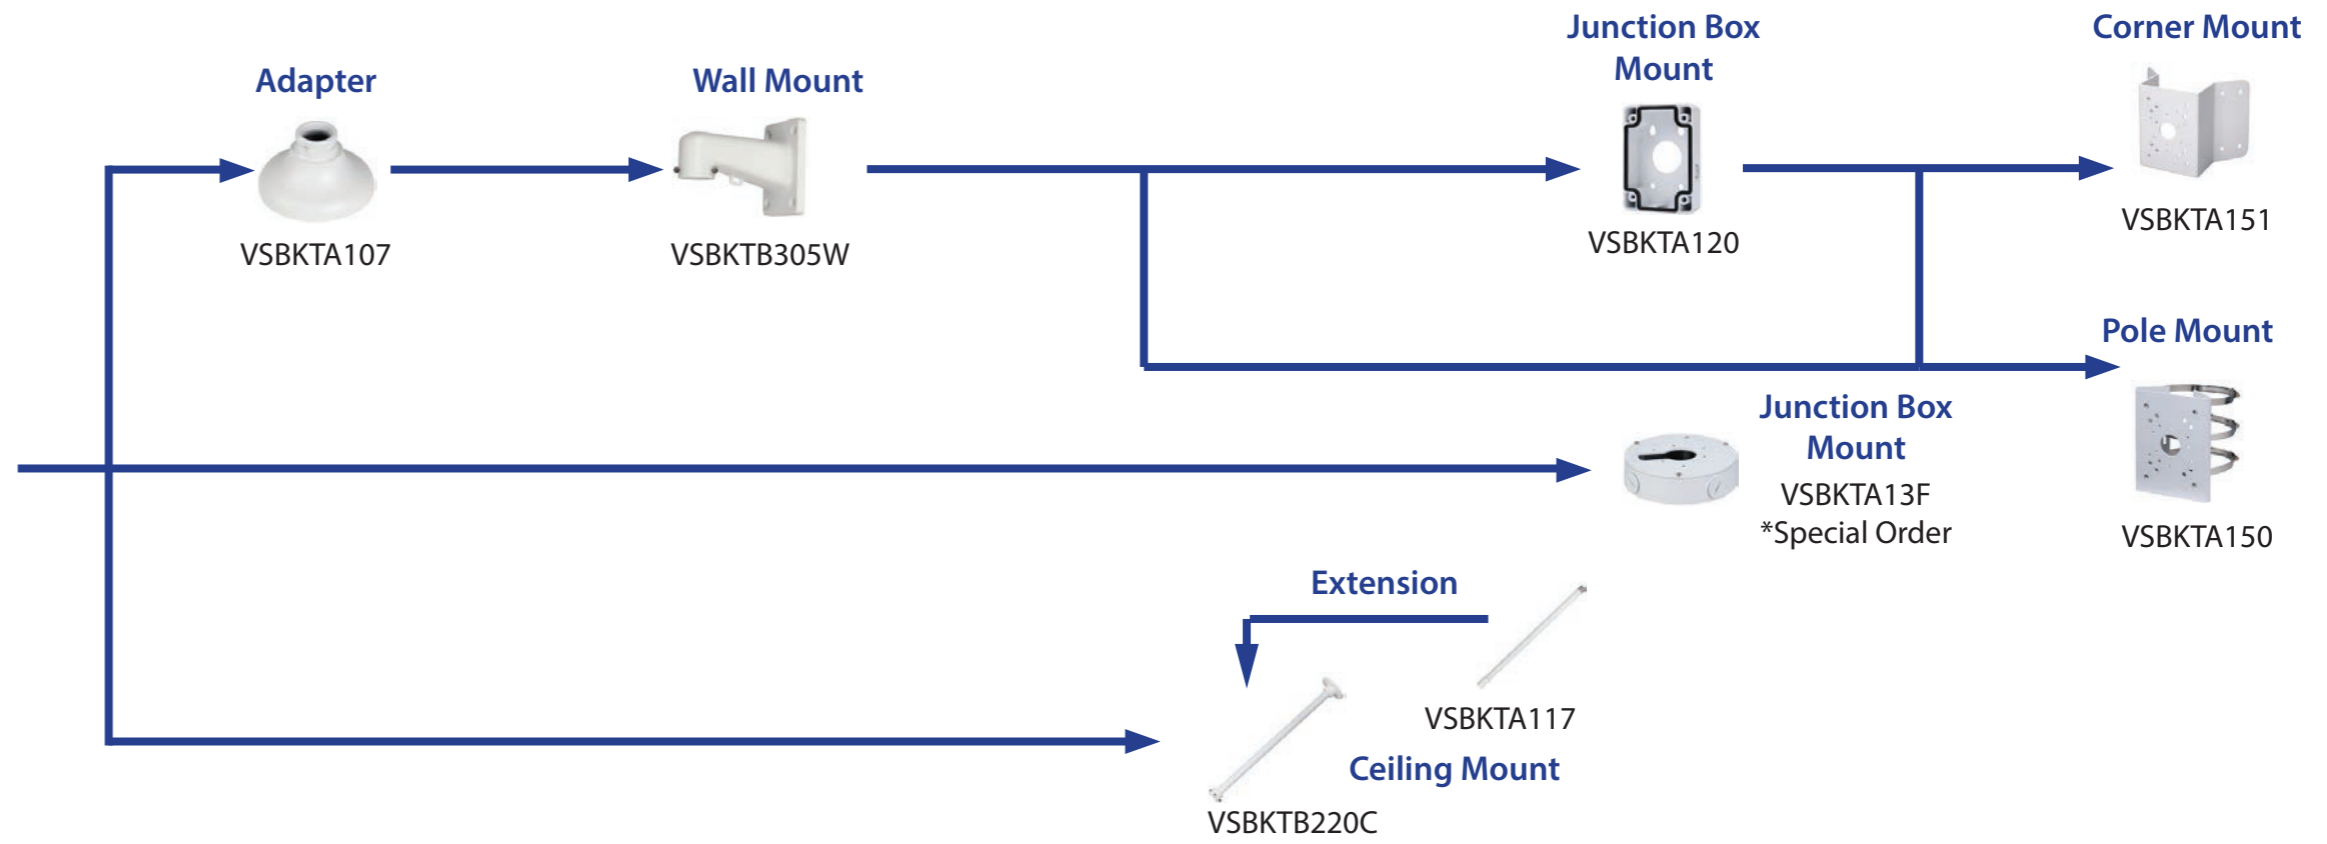 Adapter
VSBKTA107
Wall Mount
VSBKTB305W
Junction Box
Mount
VSBKTA120
Corner Mount
VSBKTA151
Pole Mount
VSBKTA150
Junction Box
Mount
VSBKTA13F
*Special Order
Extension
VSBKTA117
Ceiling Mount
VSBKTB220C